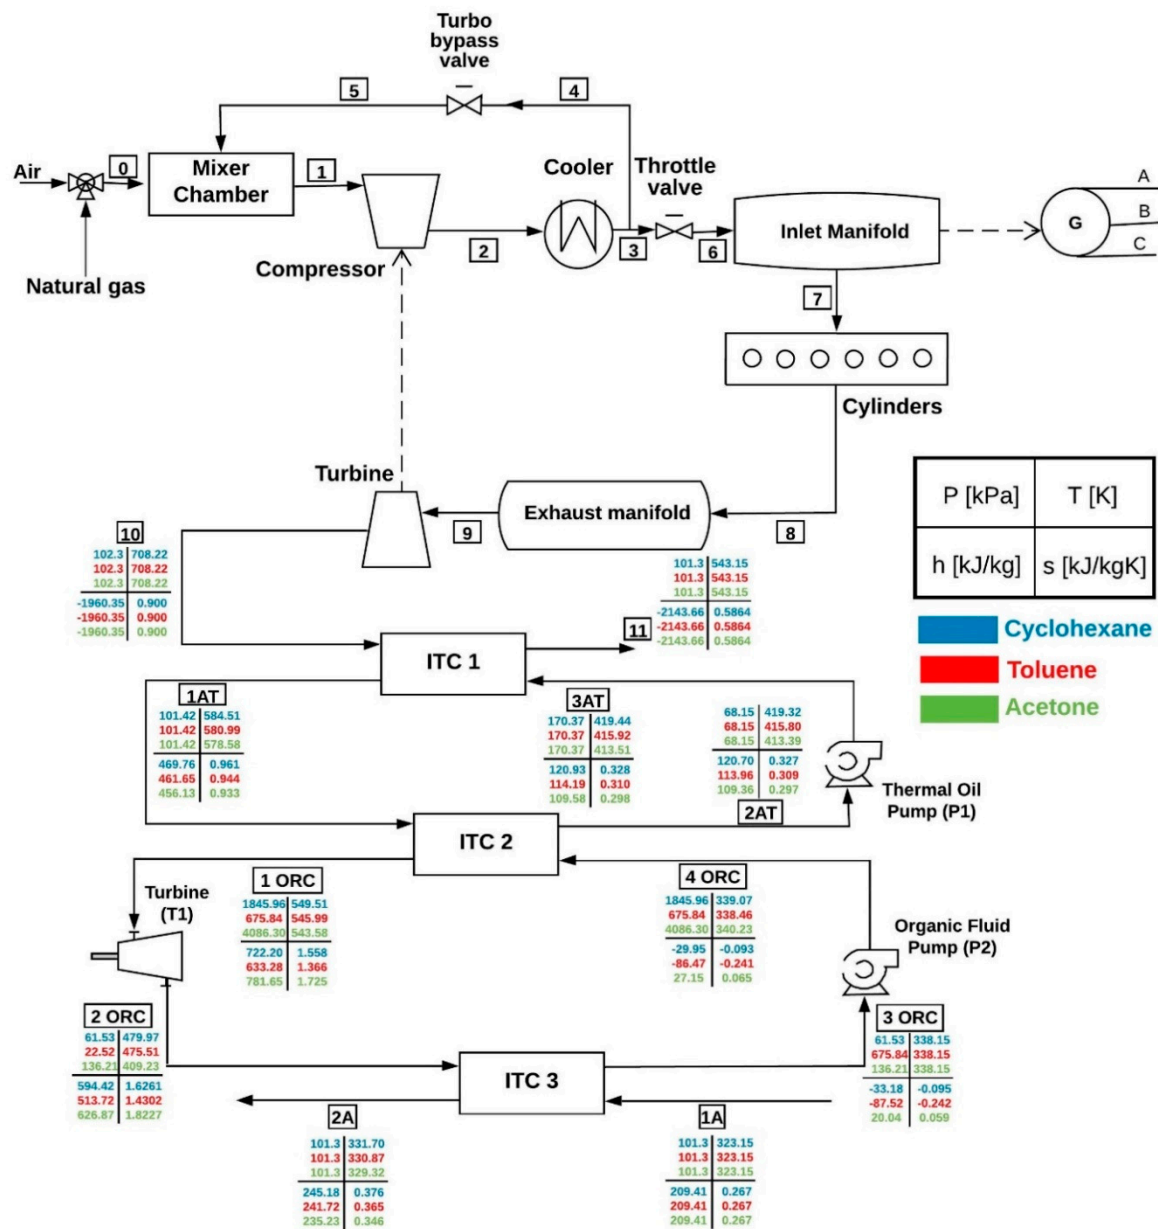 Turbo
bypass
valve
5
4
Air
0
Mixer
Chamber
1
Cooler
Throttle
valve
A
B
C
G
Inlet Manifold
2
3
6
Natural gas
Compressor
7
Cylinders
Turbine
Exhaust manifold
9
8
P [kPa] T [K]
h [kJ/kg] s [kJ/kgK]
Cyclohexane
Toluene
Acetone
10
102.3 708.22
102.3 708.22
102.3 708.22
-1960.35 0.900
-1960.35 0.900
-1960.35 0.900
101.3 543.15
101.3 543.15
101.3 543.15
-2143.66 0.5864
-2143.66 0.5864
-2143.66 0.5864
11
ITC 1
1AT
101.42 584.51
101.42 580.99
101.42 578.58
469.76 0.961
461.65 0.944
456.13 0.933
3AT
170.37 419.44
170.37 415.92
170.37 413.51
120.93 0.328
114.19 0.310
109.58 0.298
68.15 419.32
68.15 415.80
68.15 413.39
120.70 0.327
113.96 0.309
109.36 0.297
2AT
Thermal Oil
Pump (P1)
ITC 2
Turbine
(T1)
1 ORC
1845.96 549.51
675.84 545.99
4086.30 543.58
722.20 1.558
633.28 1.366
781.65 1.725
4 ORC
1845.96 339.07
675.84 338.46
4086.30 340.23
-29.95 -0.093
-86.47 -0.241
27.15 0.065
Organic Fluid
Pump (P2)
2 ORC
61.53 479.97
22.52 475.51
136.21 409.23
594.42 1.6261
513.72 1.4302
626.87 1.8227
ITC 3
3 ORC
61.53 338.15
675.84 338.15
136.21 338.15
-33.18 -0.095
-87.52 -0.242
20.04 0.059
2A
101.3 331.70
101.3 330.87
101.3 329.32
245.18 0.376
241.72 0.365
235.23 0.346
1A
101.3 323.15
101.3 323.15
101.3 323.15
209.41 0.267
209.41 0.267
209.41 0.267